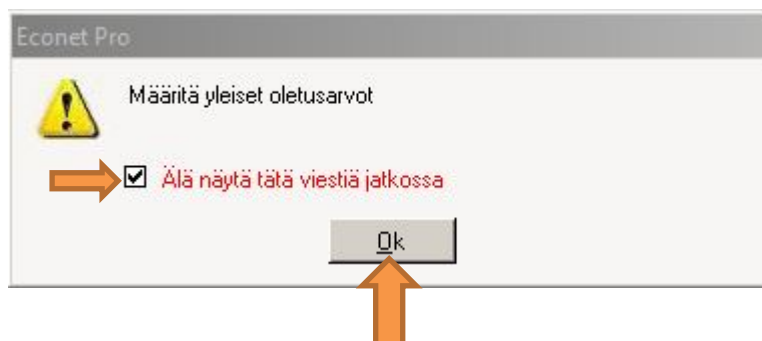 Econet Pro
Määritä yleiset oletusarvot
Älä näytä tätä viestiä jatkossa
Ok